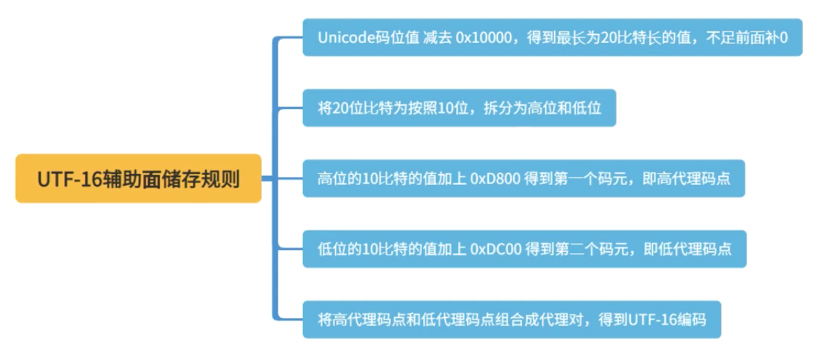 Unicode码位值 减去 0x10000，得到最长为20比特长的值，不足前面补0
将20位比特为按照10位，拆分为高位和低位
UTF-16辅助面储存规则
高位的10比特的值加上 0xD800 得到第一个码元，即高代理码点
低位的10比特的值加上 0xDC00 得到第二个码元，即低代理码点
将高代理码点和低代理码点组合成代理对，得到UTF-16编码